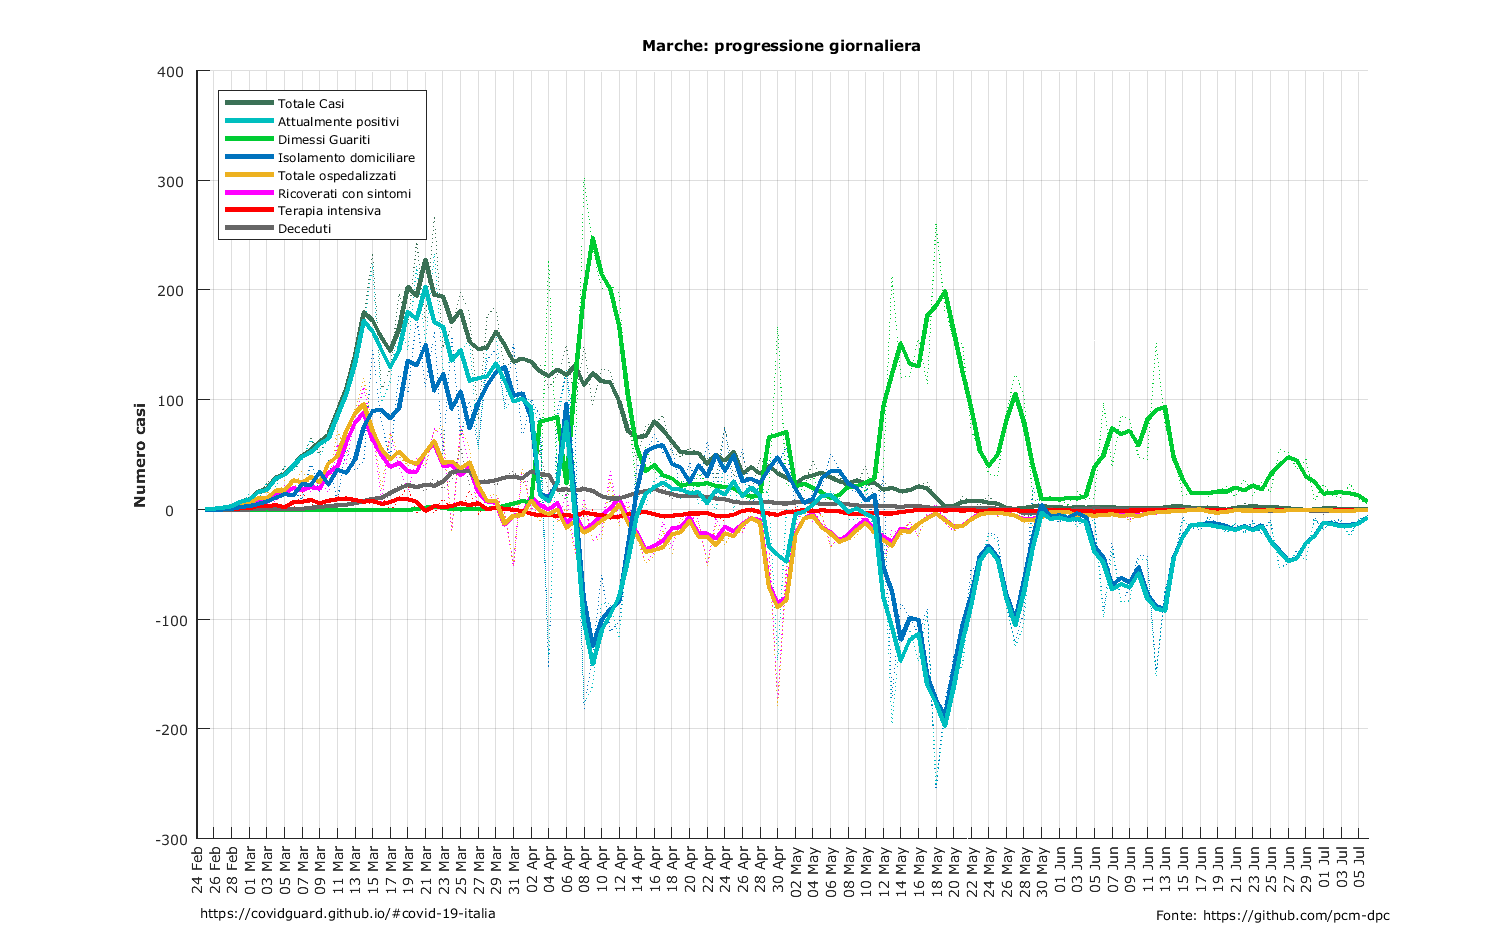 Marche: progressione giornaliera
400
300
200
100
0
-100
-200
-300
Numero casi
Totale Casi
Attualmente positivi
Dimessi Guariti
Isolamento domiciliare
Totale ospedalizzati
Ricoverati con sintomi
Terapia intensiva
Deceduti
24 Feb
26 Feb
28 Feb
01 Mar
03 Mar
05 Mar
07 Mar
09 Mar
11 Mar
13 Mar
15 Mar
17 Mar
19 Mar
21 Mar
23 Mar
25 Mar
27 Mar
29 Mar
31 Mar
02 Apr
04 Apr
06 Apr
08 Apr
10 Apr
12 Apr
14 Apr
16 Apr
18 Apr
20 Apr
22 Apr
24 Apr
26 Apr
28 Apr
30 Apr
02 May
04 May
06 May
08 May
10 May
12 May
14 May
16 May
18 May
20 May
22 May
24 May
26 May
28 May
30 May
01 Jun
03 Jun
05 Jun
07 Jun
09 Jun
11 Jun
13 Jun
15 Jun
17 Jun
19 Jun
21 Jun
23 Jun
25 Jun
27 Jun
29 Jun
01 Jul
03 Jul
05 Jul
https://covidguard.github.io/#covid-19-italia
Fonte: https://github.com/pcm-dpc